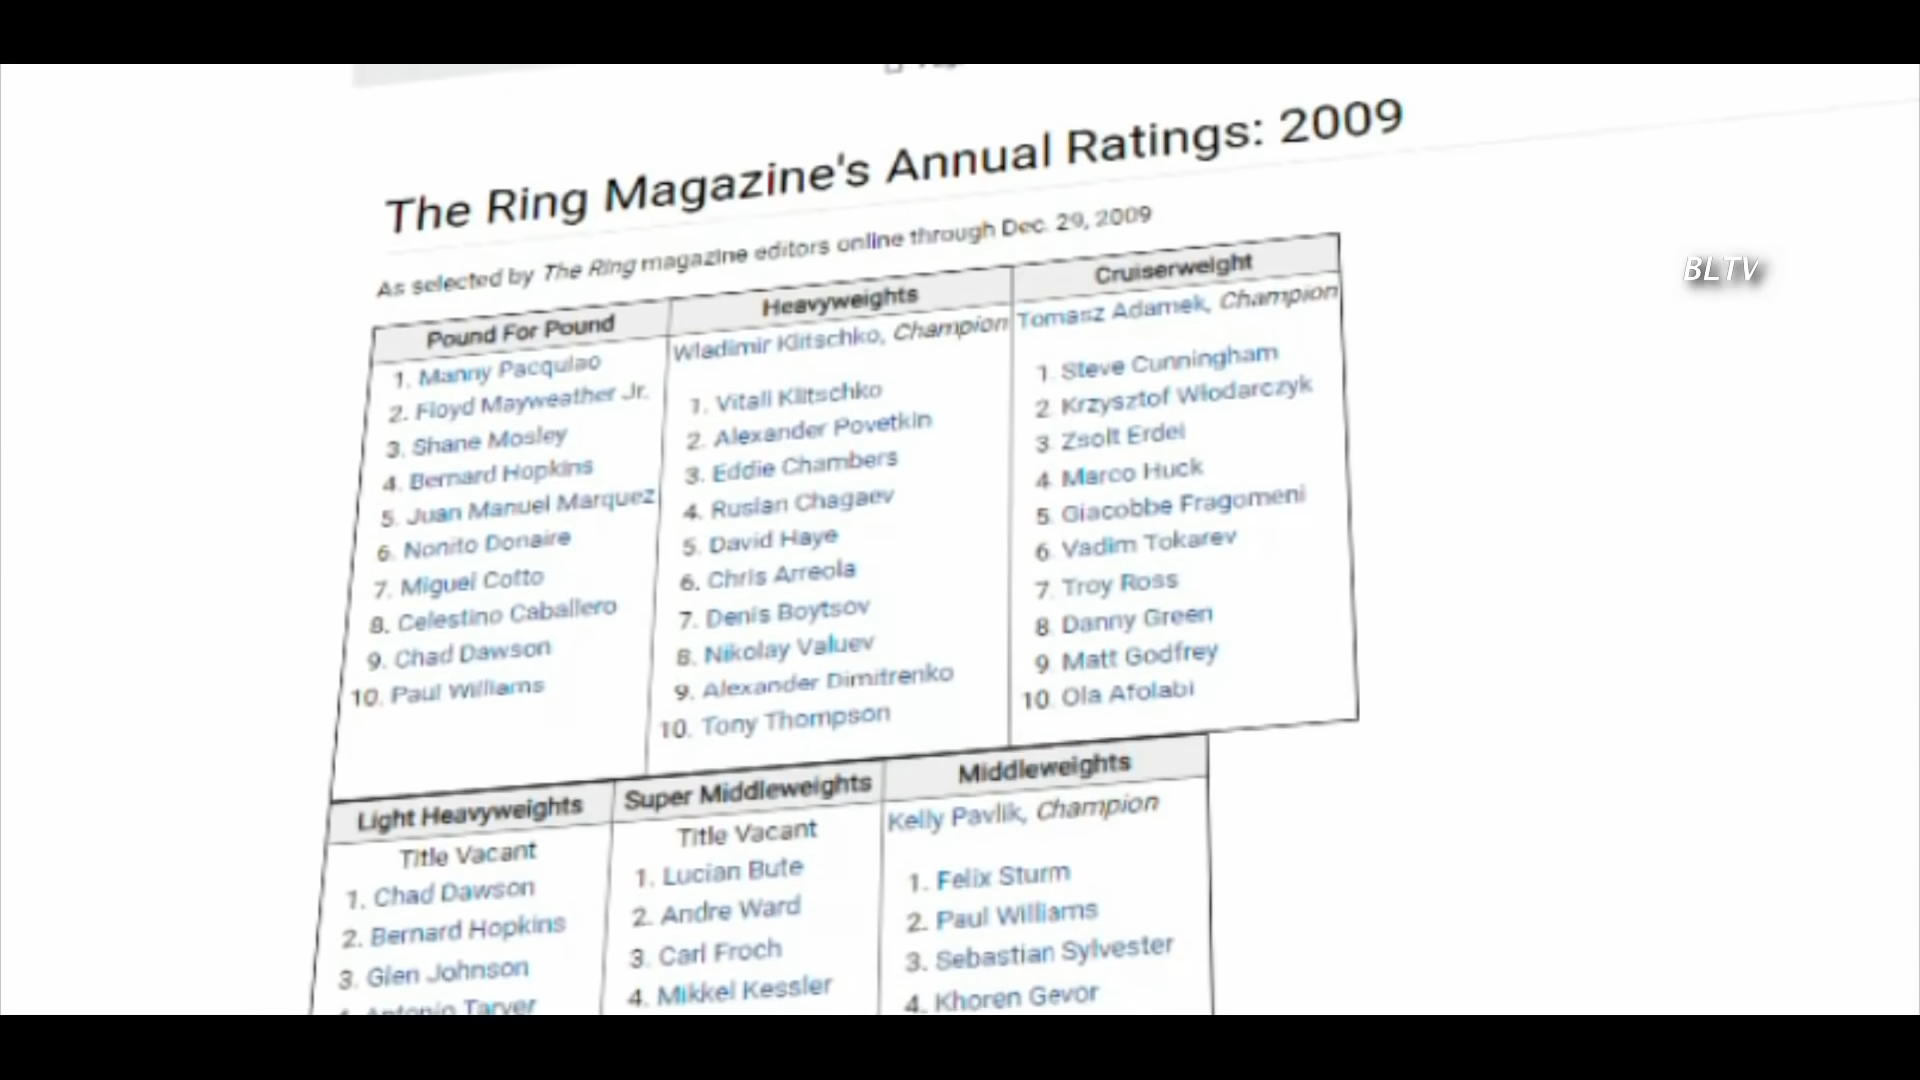 The Ring Magazine's Annual Ratings: 2009
As selected by The Ring magazine editors online through Dec. 29, 2009
BLTV
Pound For Pound
1. Manny Pacquiao
2. Floyd Mayweather Jr.
3. Shane Mosley
4. Bernard Hopkins
5. Juan Manuel Marquez
6. Nonito Donaire
7. Miguel Cotto
8. Celestino Caballero
9. Chad Dawson
10. Paul Williams
Heavyweights
Wladimir Klitschko, Champion
1. Vitali Klitschko
2. Alexander Povetkin
3. Eddie Chambers
4. Ruslan Chagaev
5. David Haye
6. Chris Arreola
7. Denis Boytsov
8. Nikolay Valuev
9. Alexander Dimitrenko
10. Tony Thompson
Cruiserweight
Tomasz Adamek, Champion
1. Steve Cunningham
2. Krzysztof Włodarczyk
3. Zsolt Erdei
4. Marco Huck
5. Giacobbe Fragomeni
6. Vadim Tokarev
7. Troy Ross
8. Danny Green
9. Matt Godfrey
10. Ola Afolabi
Light Heavyweights
Title Vacant
1. Chad Dawson
2. Bernard Hopkins
3. Glen Johnson
4. Antonio Tarver
Super Middleweights
Title Vacant
1. Lucian Bute
2. Andre Ward
3. Carl Froch
4. Mikkel Kessler
Middleweights
Kelly Pavlik, Champion
1. Felix Sturm
2. Paul Williams
3. Sebastian Sylvester
4. Khoren Gevor